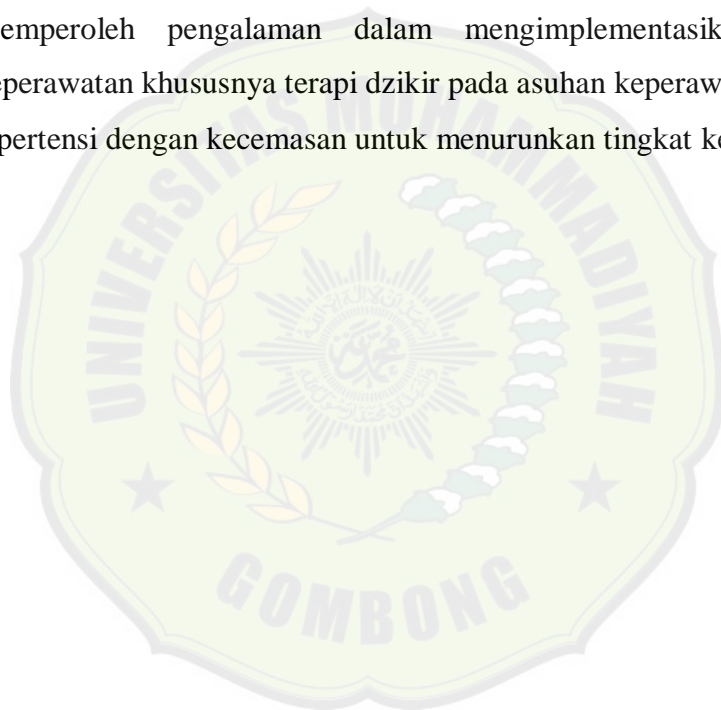 emperoleh pengalaman dalam mengimplementasik
eperawatan khususnya terapi dzikir pada asuhan keperaw
pertensi dengan kecemasan untuk menurunkan tingkat ke
UNIVERSITAS MUHAMMADIYAH
GOMBONG